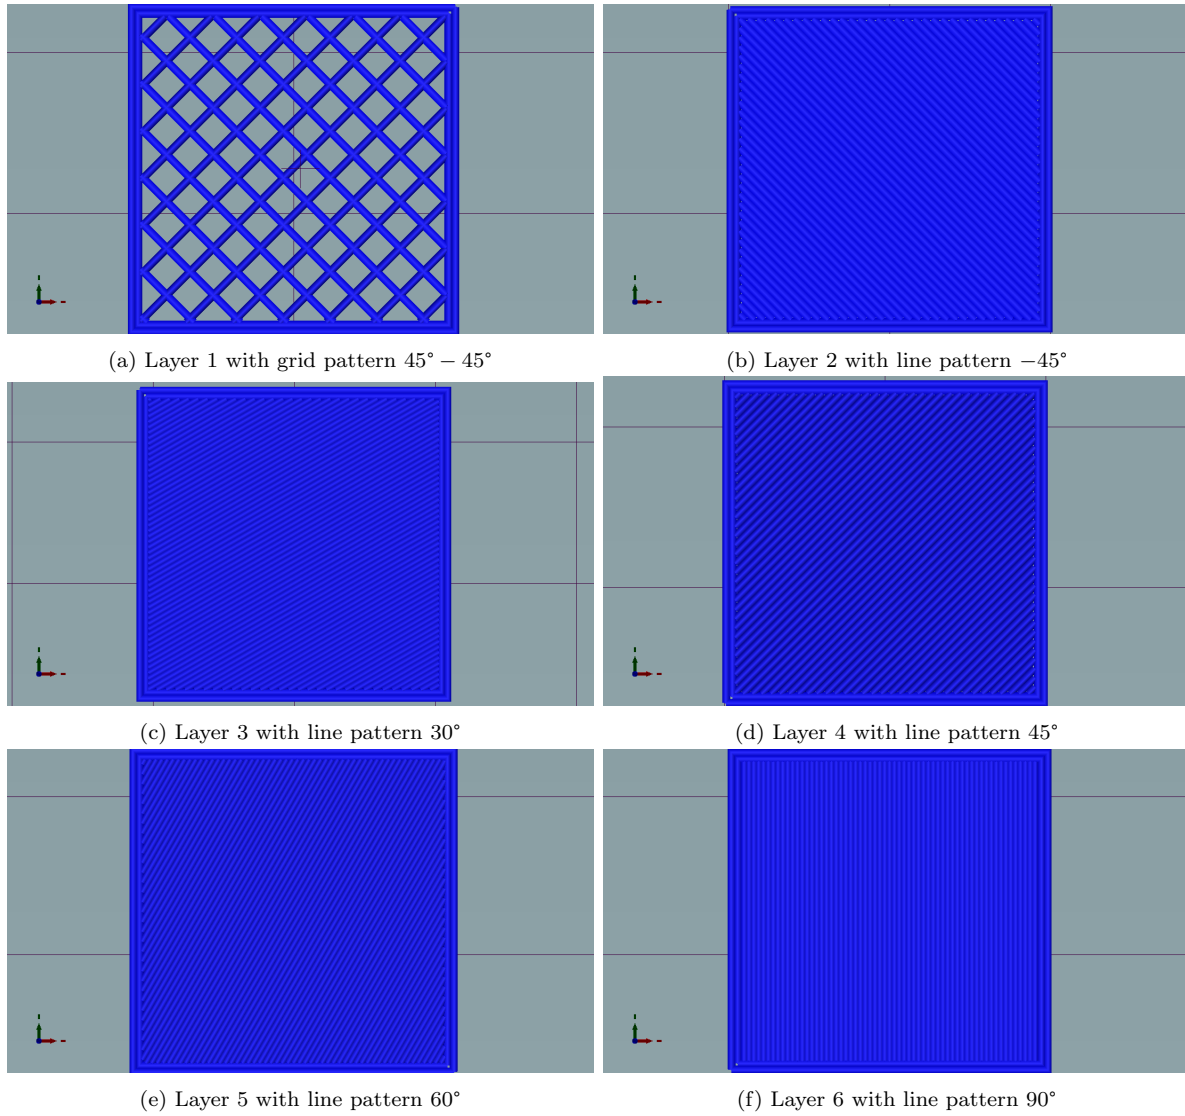 (a) Layer 1 with grid pattern 45° − 45°
(b) Layer 2 with line pattern −45°
(c) Layer 3 with line pattern 30°
(d) Layer 4 with line pattern 45°
(e) Layer 5 with line pattern 60°
(f) Layer 6 with line pattern 90°